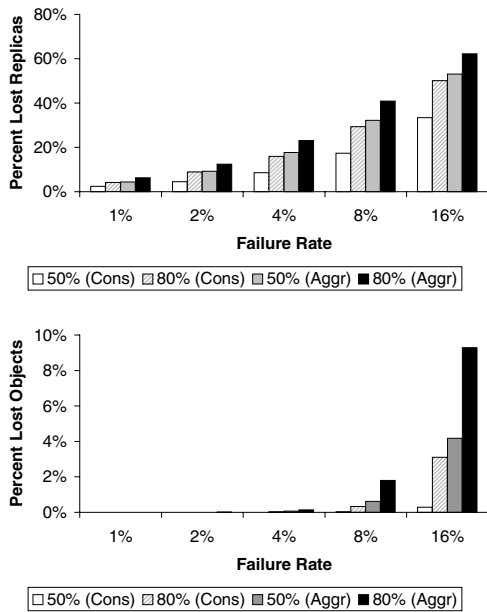 80%
60%
40%
20%
0%
Percent Lost Replicas
1% 2% 4% 8% 16%
Failure Rate
50% (Cons) 80% (Cons) 50% (Aggr) 80% (Aggr)
10%
8%
6%
4%
2%
0%
Percent Lost Objects
1% 2% 4% 8% 16%
Failure Rate
50% (Cons) 80% (Cons) 50% (Aggr) 80% (Aggr)